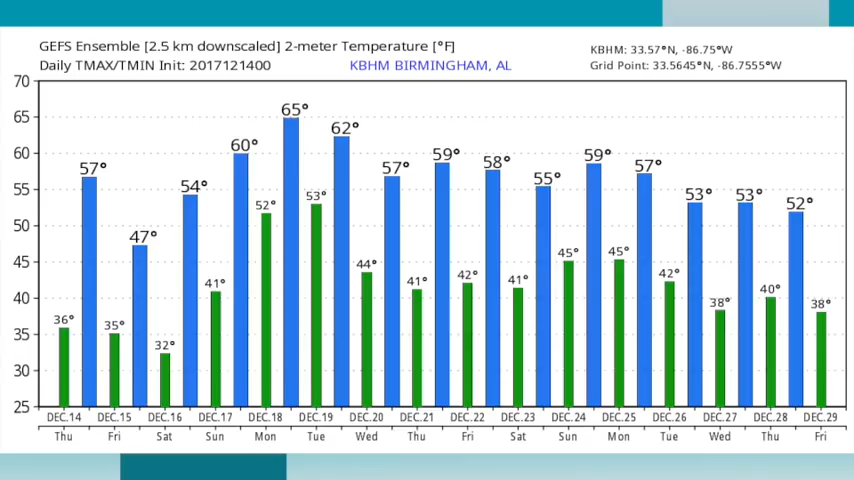 GEFS Ensemble [2.5 km downscaled] 2-meter Temperature [°F]
KBHM: 33.57°N, -86.75°W
Daily TMAX/TMIN Init: 2017121400 KBHM BIRMINGHAM, AL
Grid Point: 33.5645°N, -86.7555°W
70
65
60
55
50
45
40
35
30
25
36° 57° 35° 47° 32° 54° 41° 60° 52° 65° 53° 62° 44° 57° 41° 59° 42° 58° 41° 55° 45° 59° 45° 57° 42° 53° 38° 53° 40° 52° 38°
DEC.14 DEC.15 DEC.16 DEC.17 DEC.18 DEC.19 DEC.20 DEC.21 DEC.22 DEC.23 DEC.24 DEC.25 DEC.26 DEC.27 DEC.28 DEC.29
Thu Fri Sat Sun Mon Tue Wed Thu Fri Sat Sun Mon Tue Wed Thu Fri